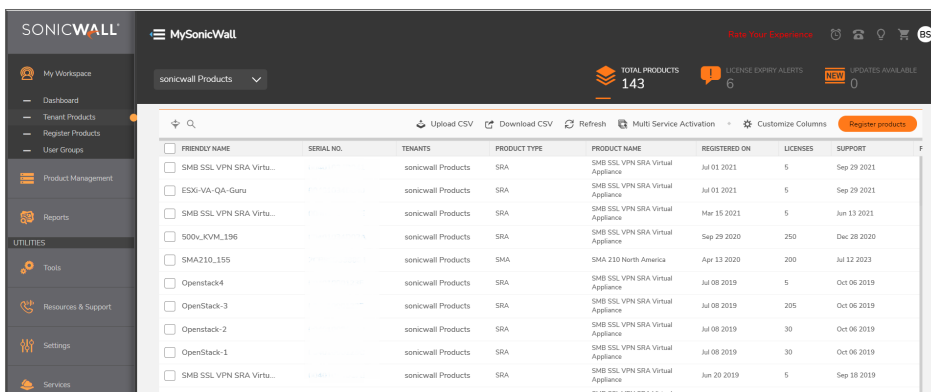 SONICWALL
MySonicWall
Rate Your Experience
BS
My Workspace
Dashboard
Tenant Products
Register Products
User Groups
Product Management
Reports
UTILITIES
Tools
Resources & Support
Settings
Services
sonicwall Products
TOTAL PRODUCTS
143
LICENSE EXPIRY ALERTS
6
NEW
UPDATES AVAILABLE
0
Upload CSV Download CSV Refresh Multi Service Activation Customize Columns Register products
FRIENDLY NAME SERIAL NO. TENANTS PRODUCT TYPE PRODUCT NAME REGISTERED ON LICENSES SUPPORT F
SMB SSL VPN SRA Virtu... sonicwall Products SRA SMB SSL VPN SRA Virtual Appliance Jul 01 2021 5 Sep 29 2021
ESXi-VA-QA-Guru sonicwall Products SRA SMB SSL VPN SRA Virtual Appliance Jul 01 2021 5 Sep 29 2021
SMB SSL VPN SRA Virtu... sonicwall Products SRA SMB SSL VPN SRA Virtual Appliance Mar 15 2021 5 Jun 13 2021
500v_KVM_196 sonicwall Products SRA SMB SSL VPN SRA Virtual Appliance Sep 29 2020 250 Dec 28 2020
SMA210_155 sonicwall Products SMA SMA 210 North America Apr 13 2020 200 Jul 12 2023
Openstack4 sonicwall Products SRA SMB SSL VPN SRA Virtual Appliance Jul 08 2019 5 Oct 06 2019
OpenStack-3 sonicwall Products SRA SMB SSL VPN SRA Virtual Appliance Jul 08 2019 205 Oct 06 2019
Openstack-2 sonicwall Products SRA SMB SSL VPN SRA Virtual Appliance Jul 08 2019 30 Oct 06 2019
OpenStack-1 sonicwall Products SRA SMB SSL VPN SRA Virtual Appliance Jul 08 2019 30 Oct 06 2019
SMB SSL VPN SRA Virtu... sonicwall Products SRA SMB SSL VPN SRA Virtual Appliance Jun 20 2019 5 Sep 18 2019